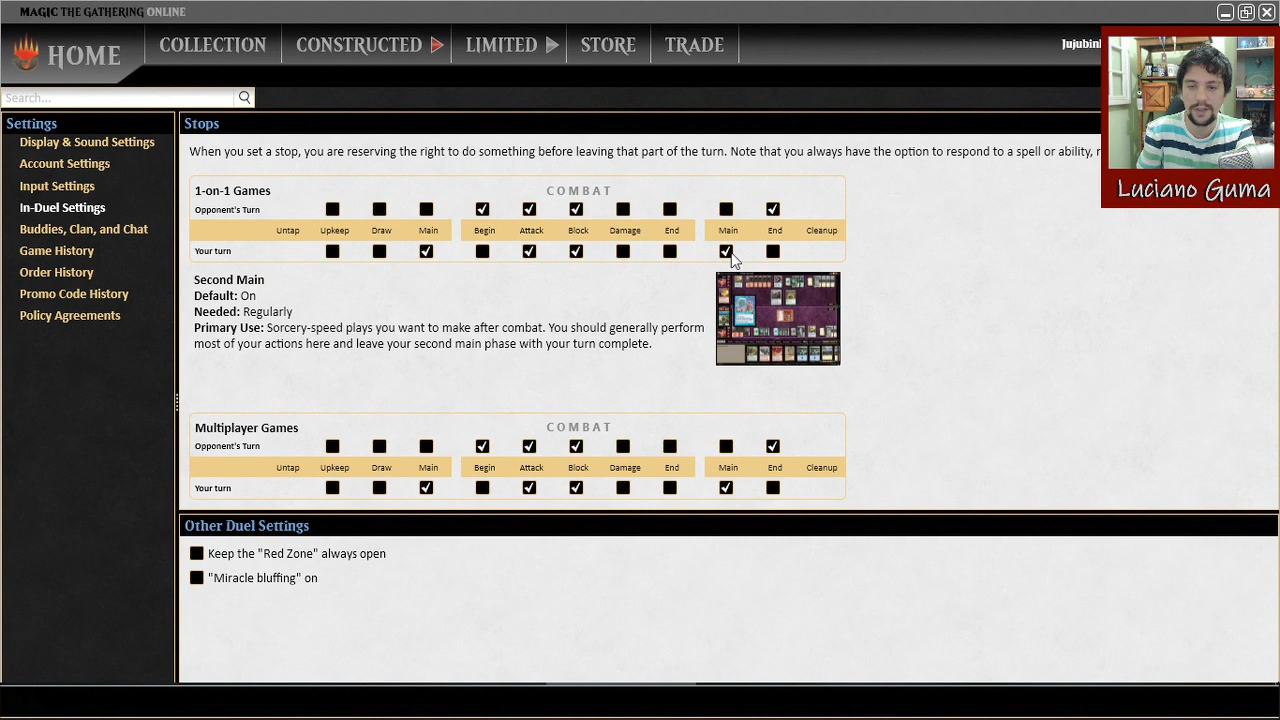 MAGIC THE GATHERING ONLINE
HOME
COLLECTION
CONSTRUCTED
LIMITED
STORE
TRADE
Search...
Settings
Display & Sound Settings
Account Settings
Input Settings
In-Duel Settings
Buddies, Clan, and Chat
Game History
Order History
Promo Code History
Policy Agreements
Stops
When you set a stop, you are reserving the right to do something before leaving that part of the turn. Note that you always have the option to respond to a spell or ability,
1-on-1 Games
COMBAT
Opponent's Turn
Untap Upkeep Draw Main Begin Attack Block Damage End Main End Cleanup
Your turn
Second Main
Default: On
Needed: Regularly
Primary Use: Sorcery-speed plays you want to make after combat. You should generally perform
most of your actions here and leave your second main phase with your turn complete.
Multiplayer Games
COMBAT
Opponent's Turn
Untap Upkeep Draw Main Begin Attack Block Damage End Main End Cleanup
Your turn
Other Duel Settings
Keep the "Red Zone" always open
"Miracle bluffing" on
Luciano Guma